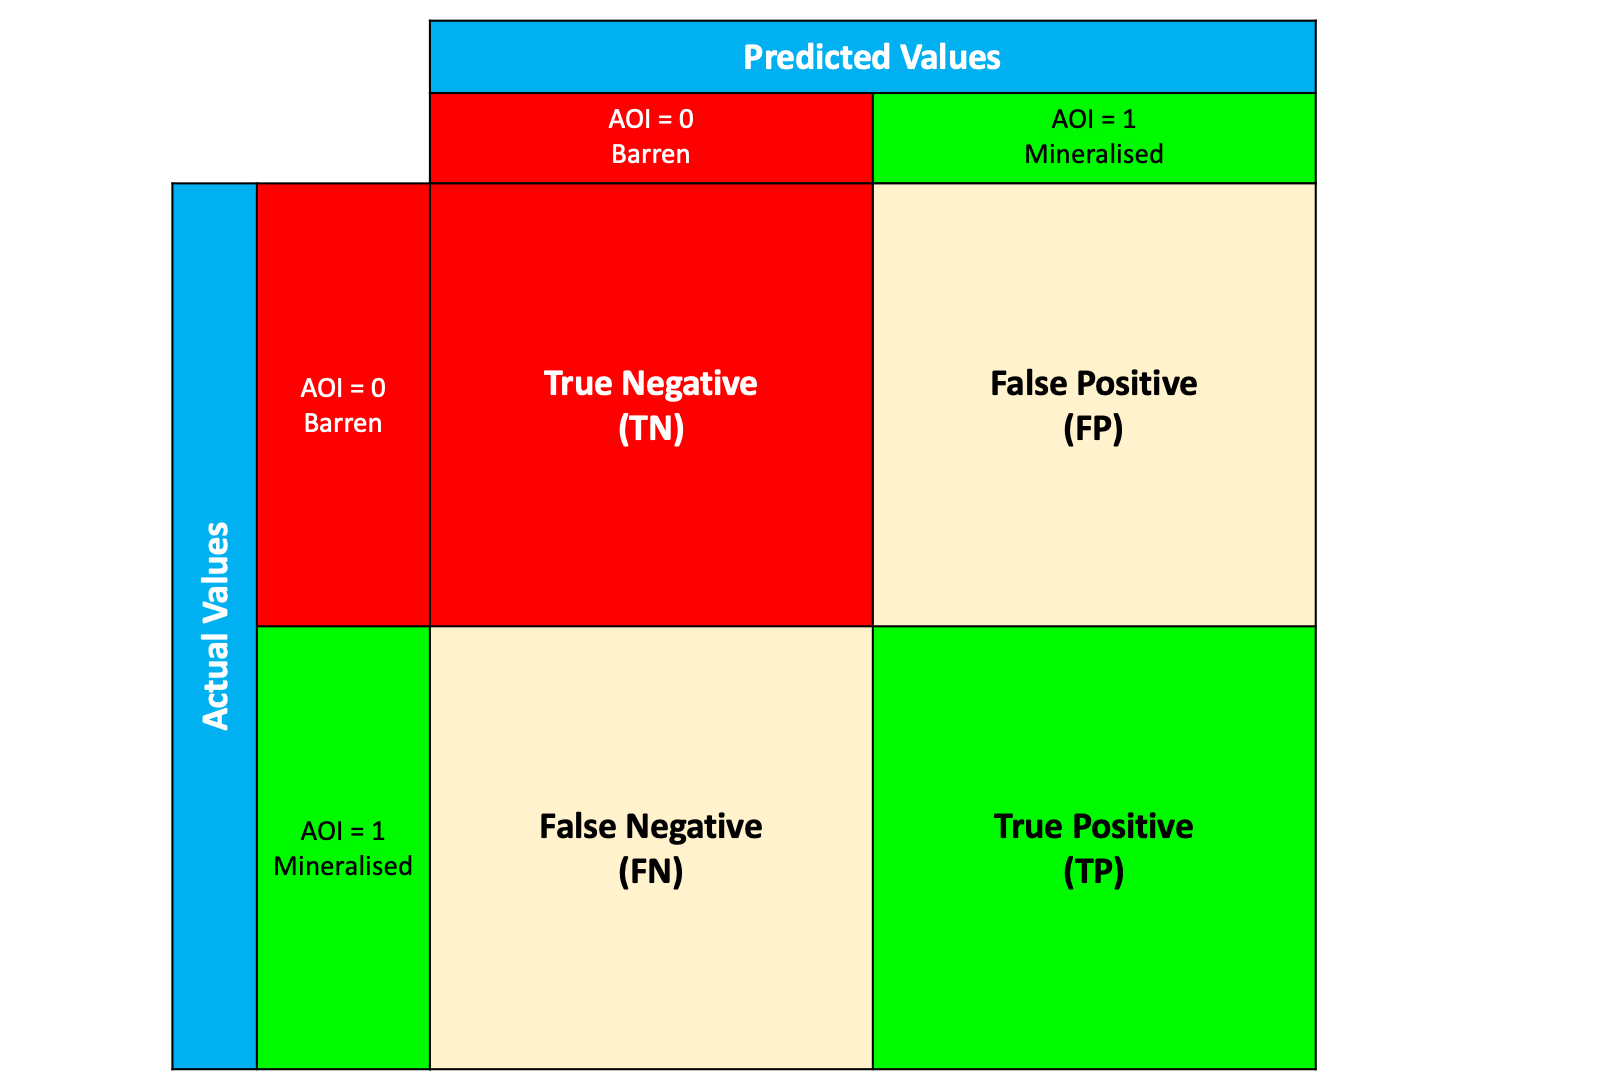 Predicted Values
AOI = 0
Barren
AOI = 1
Mineralised
Actual Values
AOI = 0
Barren
True Negative
(TN)
False Positive
(FP)
AOI = 1
Mineralised
False Negative
(FN)
True Positive
(TP)